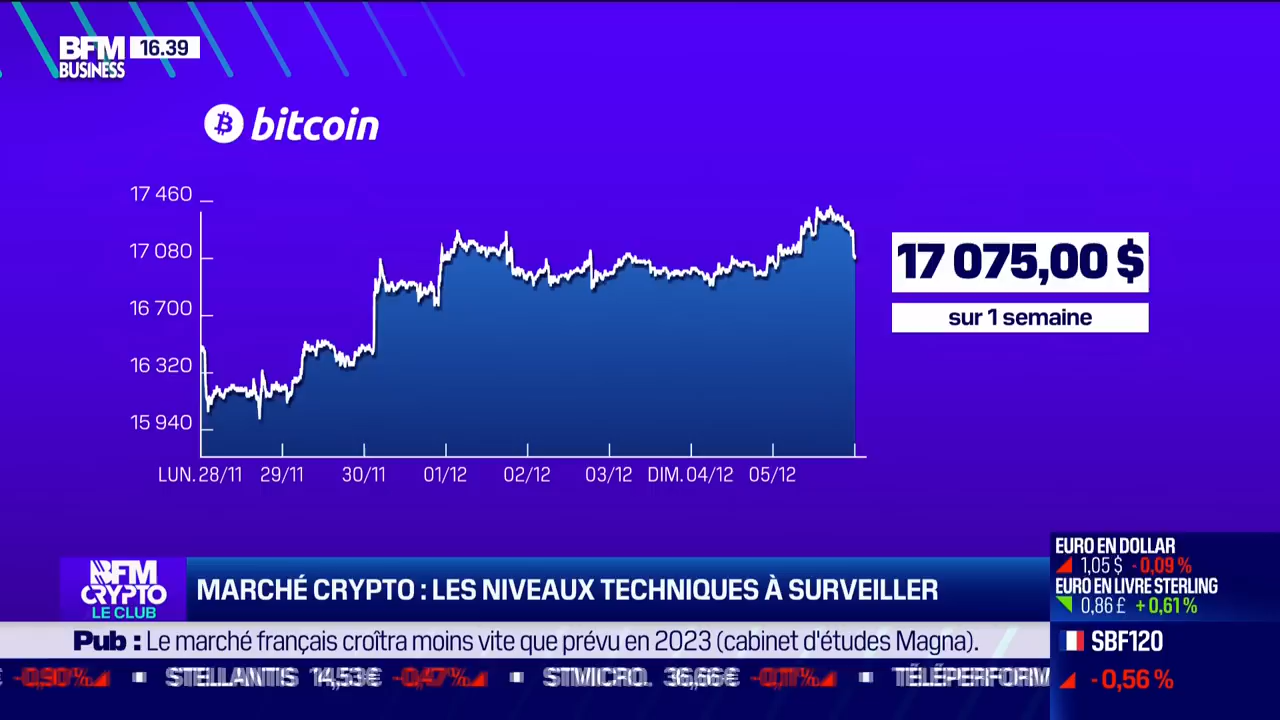 BFM 16.39
BUSINESS
bitcoin
17 460
17 080
16 700
16 320
15 940
LUN.28/11 29/11 30/11 01/12 02/12 03/12 DIM.04/12 05/12
17 075,00 $
sur 1 semaine
BFM
CRYPTO
LE CLUB
MARCHÉ CRYPTO : LES NIVEAUX TECHNIQUES À SURVEILLER
EURO EN DOLLAR
1,05 $ -0,09 %
EURO EN LIVRE STERLING
0,86 £ +0,61 %
Pub : Le marché français croîtra moins vite que prévu en 2023 (cabinet d'études Magna).
SBF120
-0,56 %
-0,90% STELLANTIS 14,53€ -0,47% STMICRO. 36,66€ -0,11% TÉLÉPERFORM